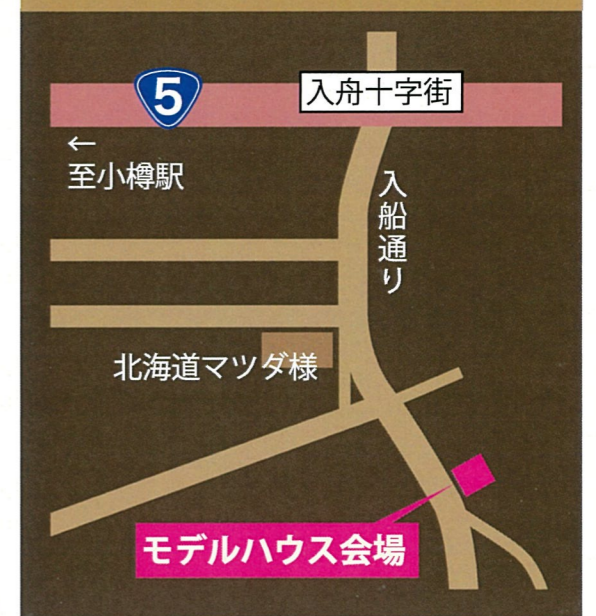 5
入舟十字街
←
至小樽駅
入船通り
北海道マツダ様
モデルハウス会場